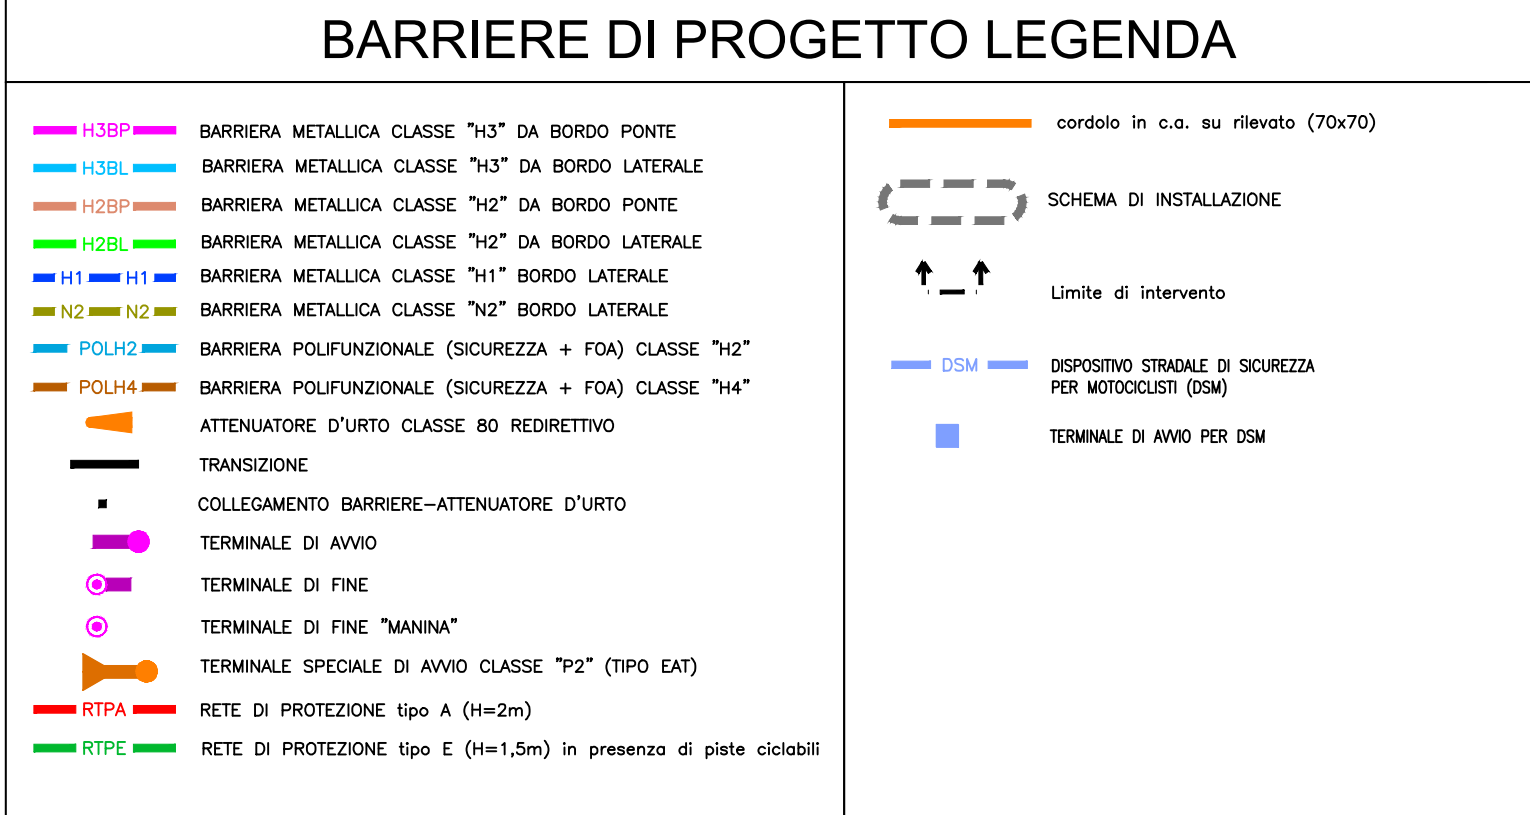 BARRIERE DI PROGETTO LEGENDA
H3BP BARRIERA METALLICA CLASSE "H3" DA BORDO PONTE
H3BL BARRIERA METALLICA CLASSE "H3" DA BORDO LATERALE
H2BP BARRIERA METALLICA CLASSE "H2" DA BORDO PONTE
H2BL BARRIERA METALLICA CLASSE "H2" DA BORDO LATERALE
H1 H1 BARRIERA METALLICA CLASSE "H1" BORDO LATERALE
N2 N2 BARRIERA METALLICA CLASSE "N2" BORDO LATERALE
POLH2 BARRIERA POLIFUNZIONALE (SICUREZZA + FOA) CLASSE "H2"
POLH4 BARRIERA POLIFUNZIONALE (SICUREZZA + FOA) CLASSE "H4"
ATTENUATORE D'URTO CLASSE 80 REDIRETTIVO
TRANSIZIONE
COLLEGAMENTO BARRIERE-ATTENUATORE D'URTO
TERMINALE DI AVVIO
TERMINALE DI FINE
TERMINALE DI FINE "MANINA"
TERMINALE SPECIALE DI AVVIO CLASSE "P2" (TIPO EAT)
RTPA RETE DI PROTEZIONE tipo A (H=2m)
RTPE RETE DI PROTEZIONE tipo E (H=1,5m) in presenza di piste ciclabili
cordolo in c.a. su rilevato (70x70)
SCHEMA DI INSTALLAZIONE
Limite di intervento
DSM DISPOSITIVO STRADALE DI SICUREZZA
PER MOTOCICLISTI (DSM)
TERMINALE DI AVVIO PER DSM